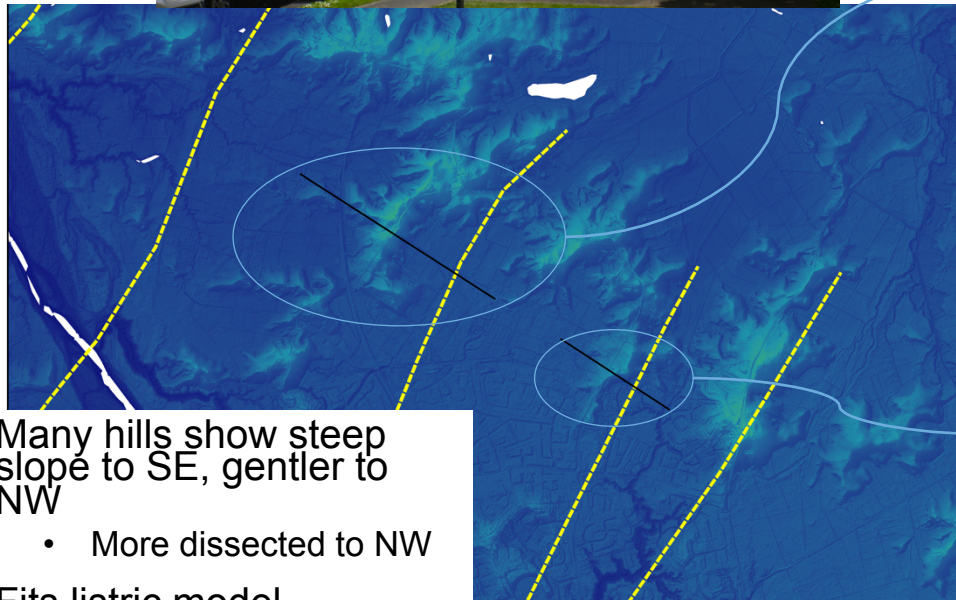 Many hills show steep
slope to SE, gentler to
NW
• More dissected to NW
Fits listric model